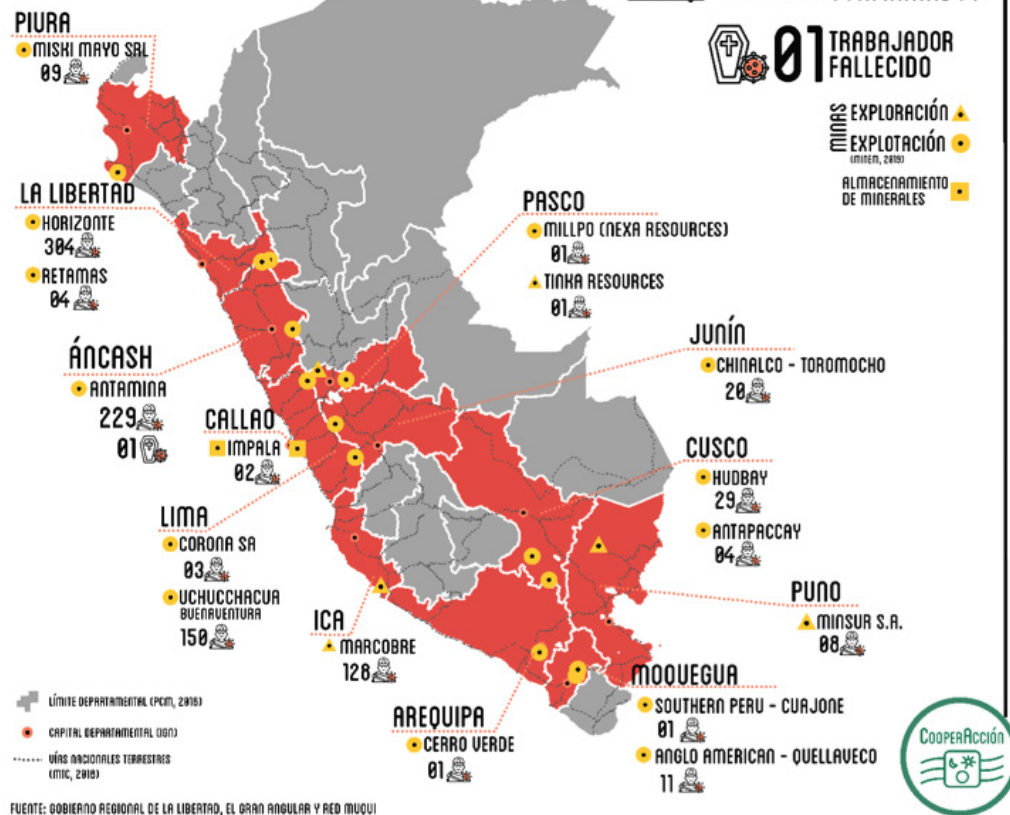 01 TRABAJADOR
FALLECIDO
MINAS
EXPLORACIÓN
EXPLOTACIÓN
(MINEM, 2019)
ALMACENAMIENTO
DE MINERALES
PIURA
MISKI MAYO SRL
09
LA LIBERTAD
HORIZONTE
304
RETAMAS
04
ÁNCASH
ANTAMINA
229
01
CALLAO
IMPALA
02
LIMA
CORONA SA
03
UCHUCCHACUA
BUENAVENTURA
150
ICA
MARCOBRE
128
AREQUIPA
CERRO VERDE
01
PASCO
MILLPO (NEXA RESOURCES)
01
TINKA RESOURCES
01
JUNÍN
CHINALCO - TOROMOCHO
20
CUSCO
HUDBAY
29
ANTAPACCAY
04
PUNO
MINSUR S.A.
08
MOQUEGUA
SOUTHERN PERU - CUAJONE
01
ANGLO AMERICAN - QUELLAVECO
11
LÍMITE DEPARTAMENTAL (PCM, 2016)
CAPITAL DEPARTAMENTAL (IGN)
VÍAS NACIONALES TERRESTRES
(MTC, 2018)
FUENTE: GOBIERNO REGIONAL DE LA LIBERTAD, EL GRAN ANGULAR Y RED MUQUI
COOPERACCIÓN